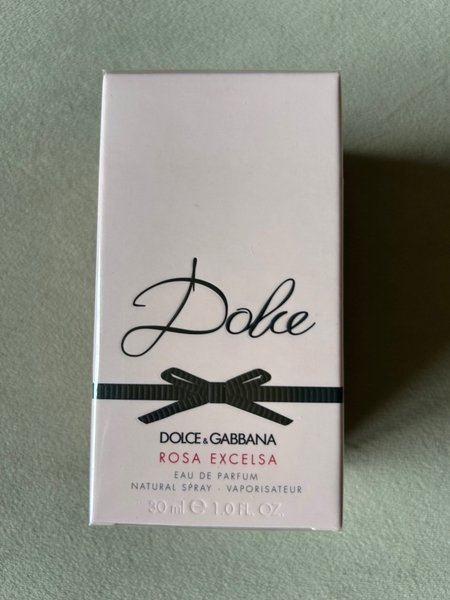 Dolce
DOLCE & GABBANA
ROSA EXCELSA
EAU DE PARFUM
NATURAL SPRAY - VAPORISATEUR
30 ml ℮ 1.0 FL. OZ.